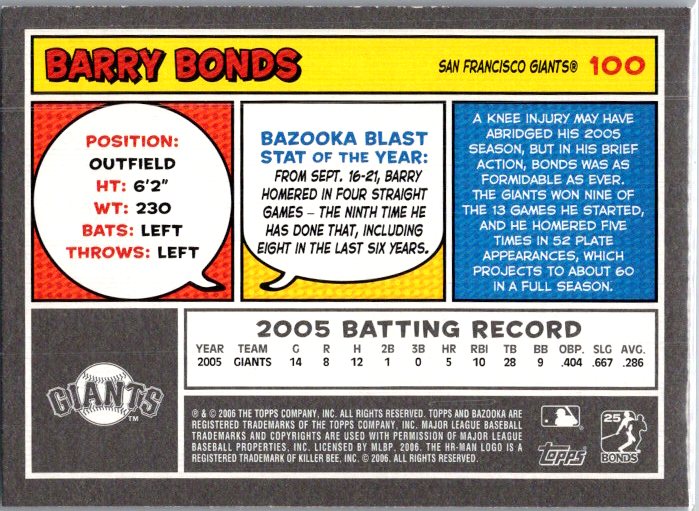 BARRY BONDS
SAN FRANCISCO GIANTS® 100
POSITION:
OUTFIELD
HT: 6'2"
WT: 230
BATS: LEFT
THROWS: LEFT
BAZOOKA BLAST
STAT OF THE YEAR:
FROM SEPT. 16-21, BARRY
HOMERED IN FOUR STRAIGHT
GAMES – THE NINTH TIME HE
HAS DONE THAT, INCLUDING
EIGHT IN THE LAST SIX YEARS.
A KNEE INJURY MAY HAVE
ABRIDGED HIS 2005
SEASON, BUT IN HIS BRIEF
ACTION, BONDS WAS AS
FORMIDABLE AS EVER.
THE GIANTS WON NINE OF
THE 13 GAMES HE STARTED,
AND HE HOMERED FIVE
TIMES IN 52 PLATE
APPEARANCES, WHICH
PROJECTS TO ABOUT 60
IN A FULL SEASON.
GIANTS™
2005 BATTING RECORD
YEAR TEAM G R H 2B 3B HR RBI TB BB OBP. SLG AVG.
2005 GIANTS 14 8 12 1 0 5 10 28 9 .404 .667 .286
® & © 2006 THE TOPPS COMPANY, INC. ALL RIGHTS RESERVED. TOPPS AND BAZOOKA ARE
REGISTERED TRADEMARKS OF THE TOPPS COMPANY, INC. MAJOR LEAGUE BASEBALL
TRADEMARKS AND COPYRIGHTS ARE USED WITH PERMISSION OF MAJOR LEAGUE
BASEBALL PROPERTIES, INC. LICENSED BY MLBP, 2006. THE HR-MAN LOGO IS A
REGISTERED TRADEMARK OF KILLER BEE, INC. © 2006. ALL RIGHTS RESERVED.
topps
25
BONDS